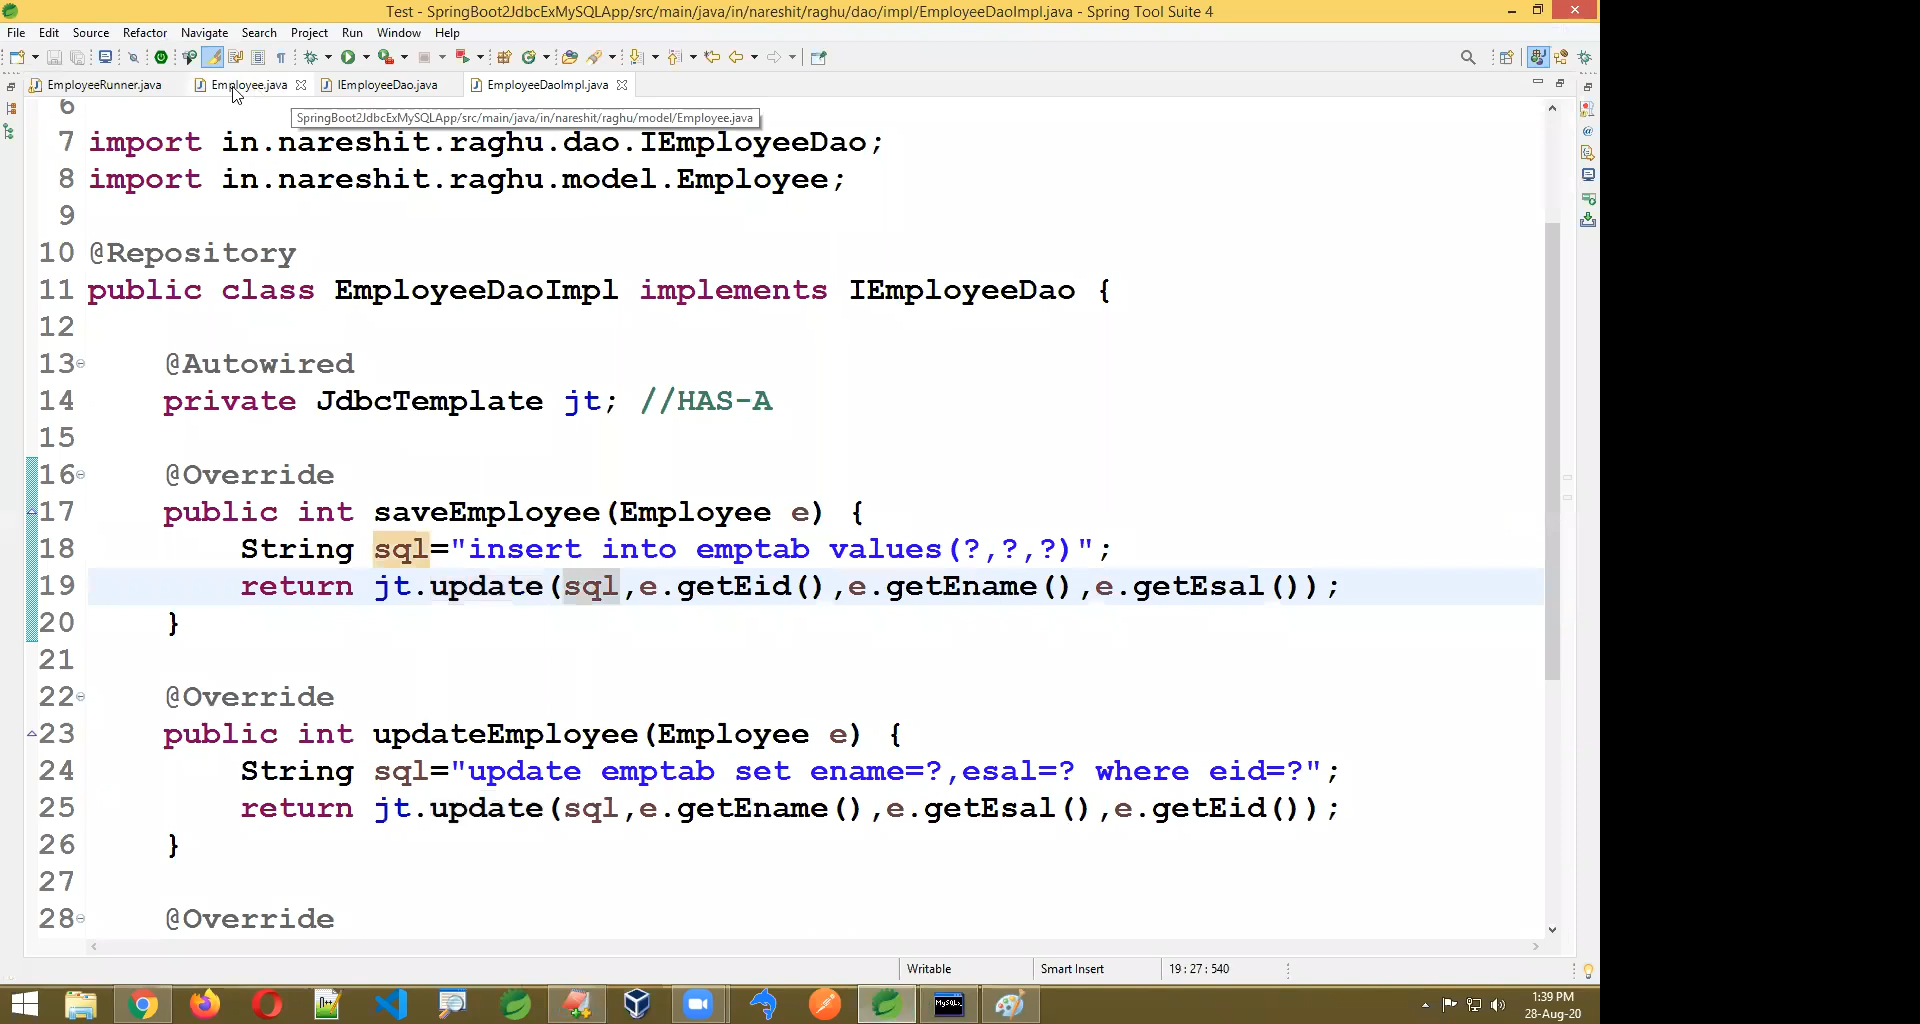 Test - SpringBoot2JdbcExMySQLApp/src/main/java/in/nareshit/raghu/dao/impl/EmployeeDaoImpl.java - Spring Tool Suite 4
File Edit Source Refactor Navigate Search Project Run Window Help
EmployeeRunner.java Employee.java IEmployeeDao.java EmployeeDaoImpl.java
SpringBoot2JdbcExMySQLApp/src/main/java/in/nareshit/raghu/model/Employee.java
6
7 import in.nareshit.raghu.dao.IEmployeeDao;
8 import in.nareshit.raghu.model.Employee;
9
10 @Repository
11 public class EmployeeDaoImpl implements IEmployeeDao {
12
13 @Autowired
14 private JdbcTemplate jt; //HAS-A
15
16 @Override
17 public int saveEmployee(Employee e) {
18 String sql="insert into emptab values(?,?,?)";
19 return jt.update(sql,e.getEid(),e.getEname(),e.getEsal());
20 }
21
22 @Override
23 public int updateEmployee(Employee e) {
24 String sql="update emptab set ename=?,esal=? where eid=?";
25 return jt.update(sql,e.getEname(),e.getEsal(),e.getEid());
26 }
27
28 @Override
Writable Smart Insert 19 : 27 : 540
1:39 PM
28-Aug-20